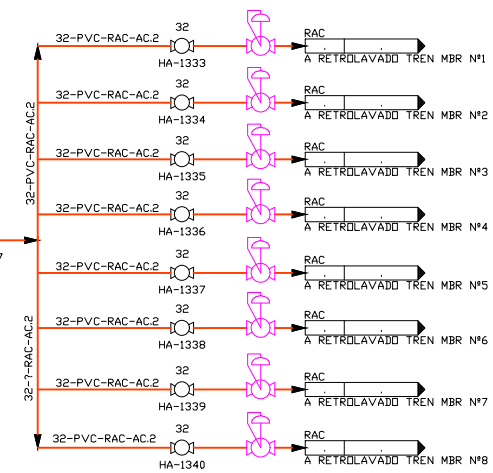 32
32-PVC-RAC-AC.2
RAC
HA-1333
A RETROLAVADO TREN MBR Nº1
32
32-PVC-RAC-AC.2
RAC
HA-1334
A RETROLAVADO TREN MBR Nº2
32-PVC-RAC-AC.2
32
32-PVC-RAC-AC.2
RAC
HA-1335
A RETROLAVADO TREN MBR Nº3
32
32-PVC-RAC-AC.2
RAC
HA-1336
A RETROLAVADO TREN MBR Nº4
32
32-PVC-RAC-AC.2
RAC
HA-1337
A RETROLAVADO TREN MBR Nº5
32
32-PVC-RAC-AC.2
RAC
HA-1338
A RETROLAVADO TREN MBR Nº6
32-?-RAC-AC.2
32
32-PVC-RAC-AC.2
RAC
HA-1339
A RETROLAVADO TREN MBR Nº7
32
32-PVC-RAC-AC.2
RAC
HA-1340
A RETROLAVADO TREN MBR Nº8